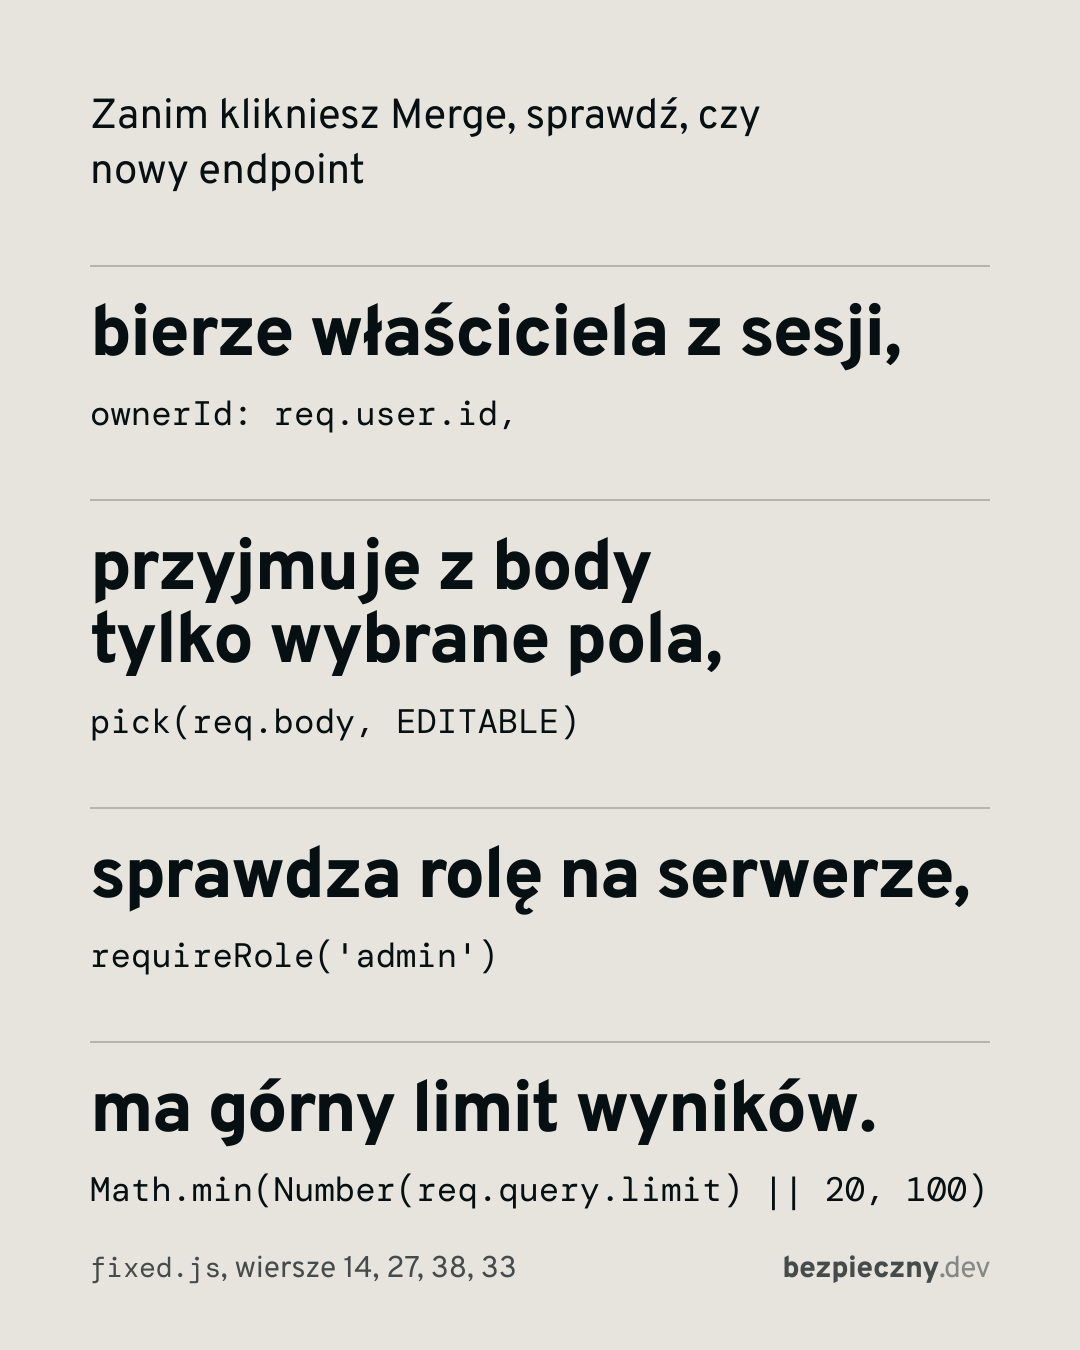 Zanim klikniesz Merge, sprawdź, czy
nowy endpoint
bierze właściciela z sesji,
ownerId: req.user.id,
przyjmuje z body
tylko wybrane pola,
pick(req.body, EDITABLE)
sprawdza rolę na serwerze,
requireRole('admin')
ma górny limit wyników.
Math.min(Number(req.query.limit) || 20, 100)
fixed.js, wiersze 14, 27, 38, 33
bezpieczny.dev